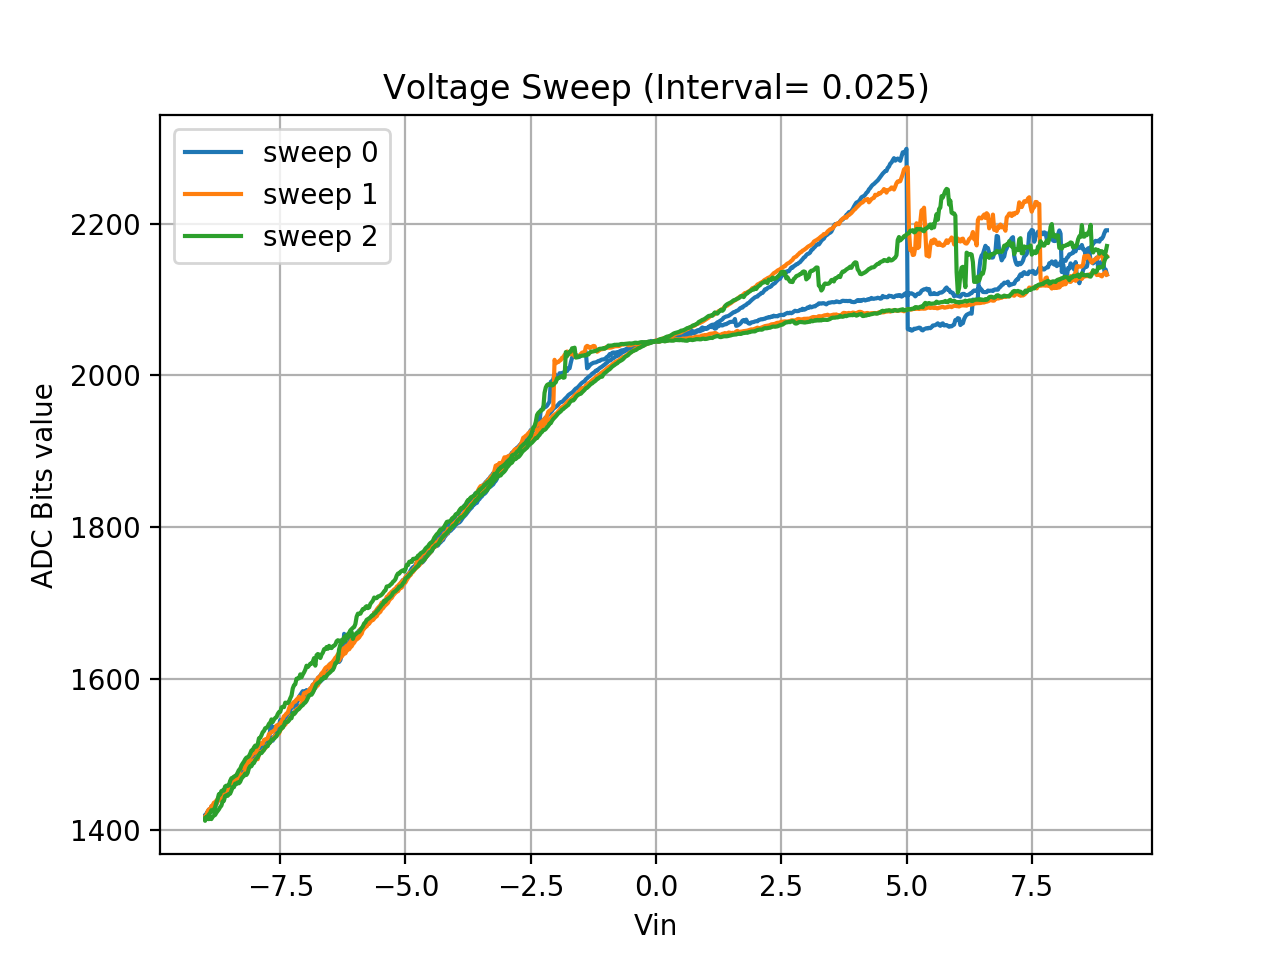 Voltage Sweep (Interval= 0.025)
sweep 0
sweep 1
sweep 2
ADC Bits value
2200
2000
1800
1600
1400
−7.5 −5.0 −2.5 0.0 2.5 5.0 7.5
Vin